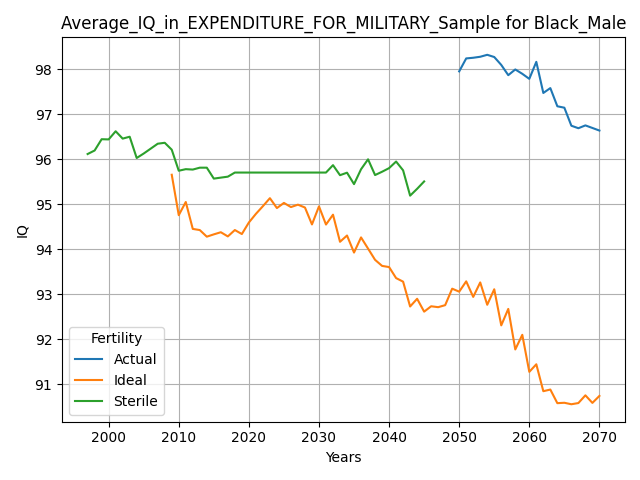 Average_IQ_in_EXPENDITURE_FOR_MILITARY_Sample for Black_Male
IQ
98
97
96
95
94
93
92
91
Fertility
Actual
Ideal
Sterile
2000 2010 2020 2030 2040 2050 2060 2070
Years